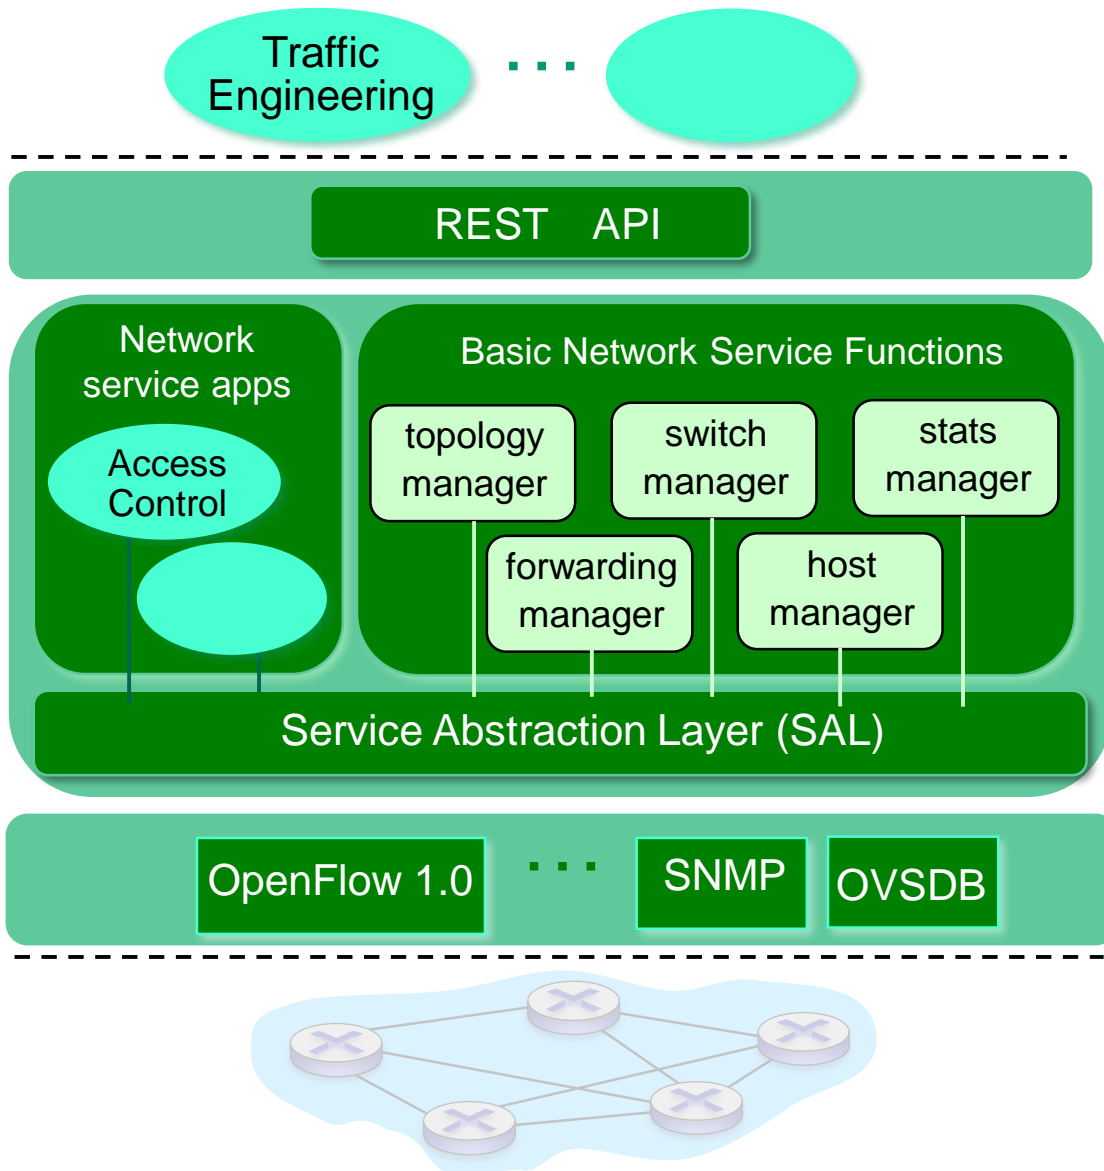 Traffic
Engineering
...
REST API
Network
service apps
Basic Network Service Functions
topology
manager
switch
manager
stats
manager
Access
Control
forwarding
manager
host
manager
Service Abstraction Layer (SAL)
OpenFlow 1.0
...
SNMP
OVSDB